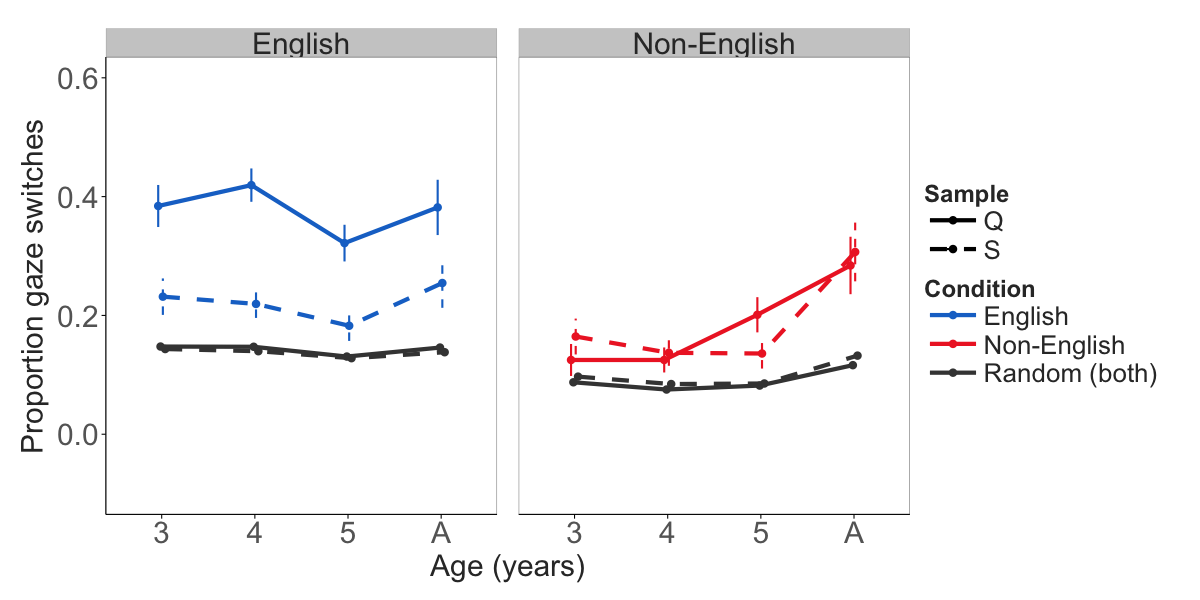 English
Non-English
Proportion gaze switches
0.6
0.4
0.2
0.0
3 4 5 A
3 4 5 A
Age (years)
Sample
Q
S
Condition
English
Non-English
Random (both)